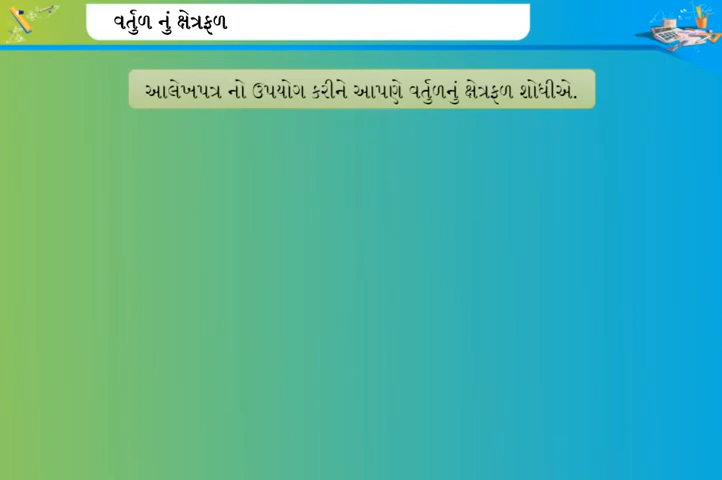 વર્તુળ નું ક્ષેત્રફળ
આલેખપત્ર નો ઉપયોગ કરીને આપણે વર્તુળનું ક્ષેત્રફળ શોધીએ.